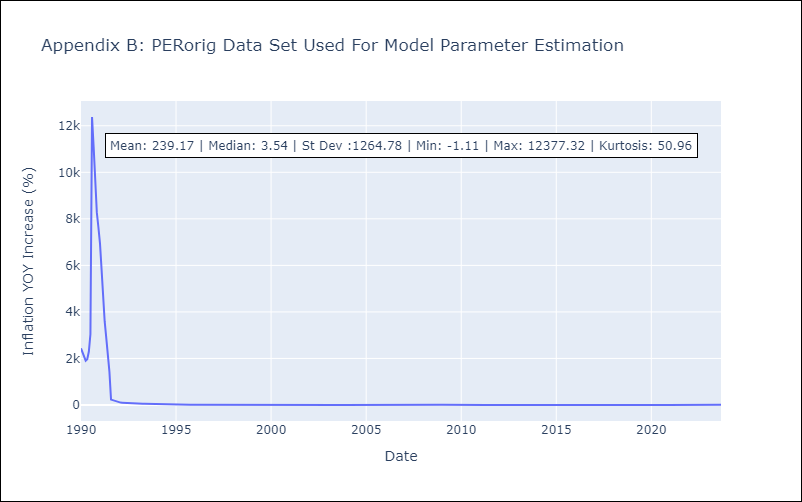 Appendix B: PERorig Data Set Used For Model Parameter Estimation
12k
Mean: 239.17 | Median: 3.54 | St Dev :1264.78 | Min: -1.11 | Max: 12377.32 | Kurtosis: 50.96
10k
8k
6k
4k
2k
0
Inflation YOY Increase (%)
1990 1995 2000 2005 2010 2015 2020
Date